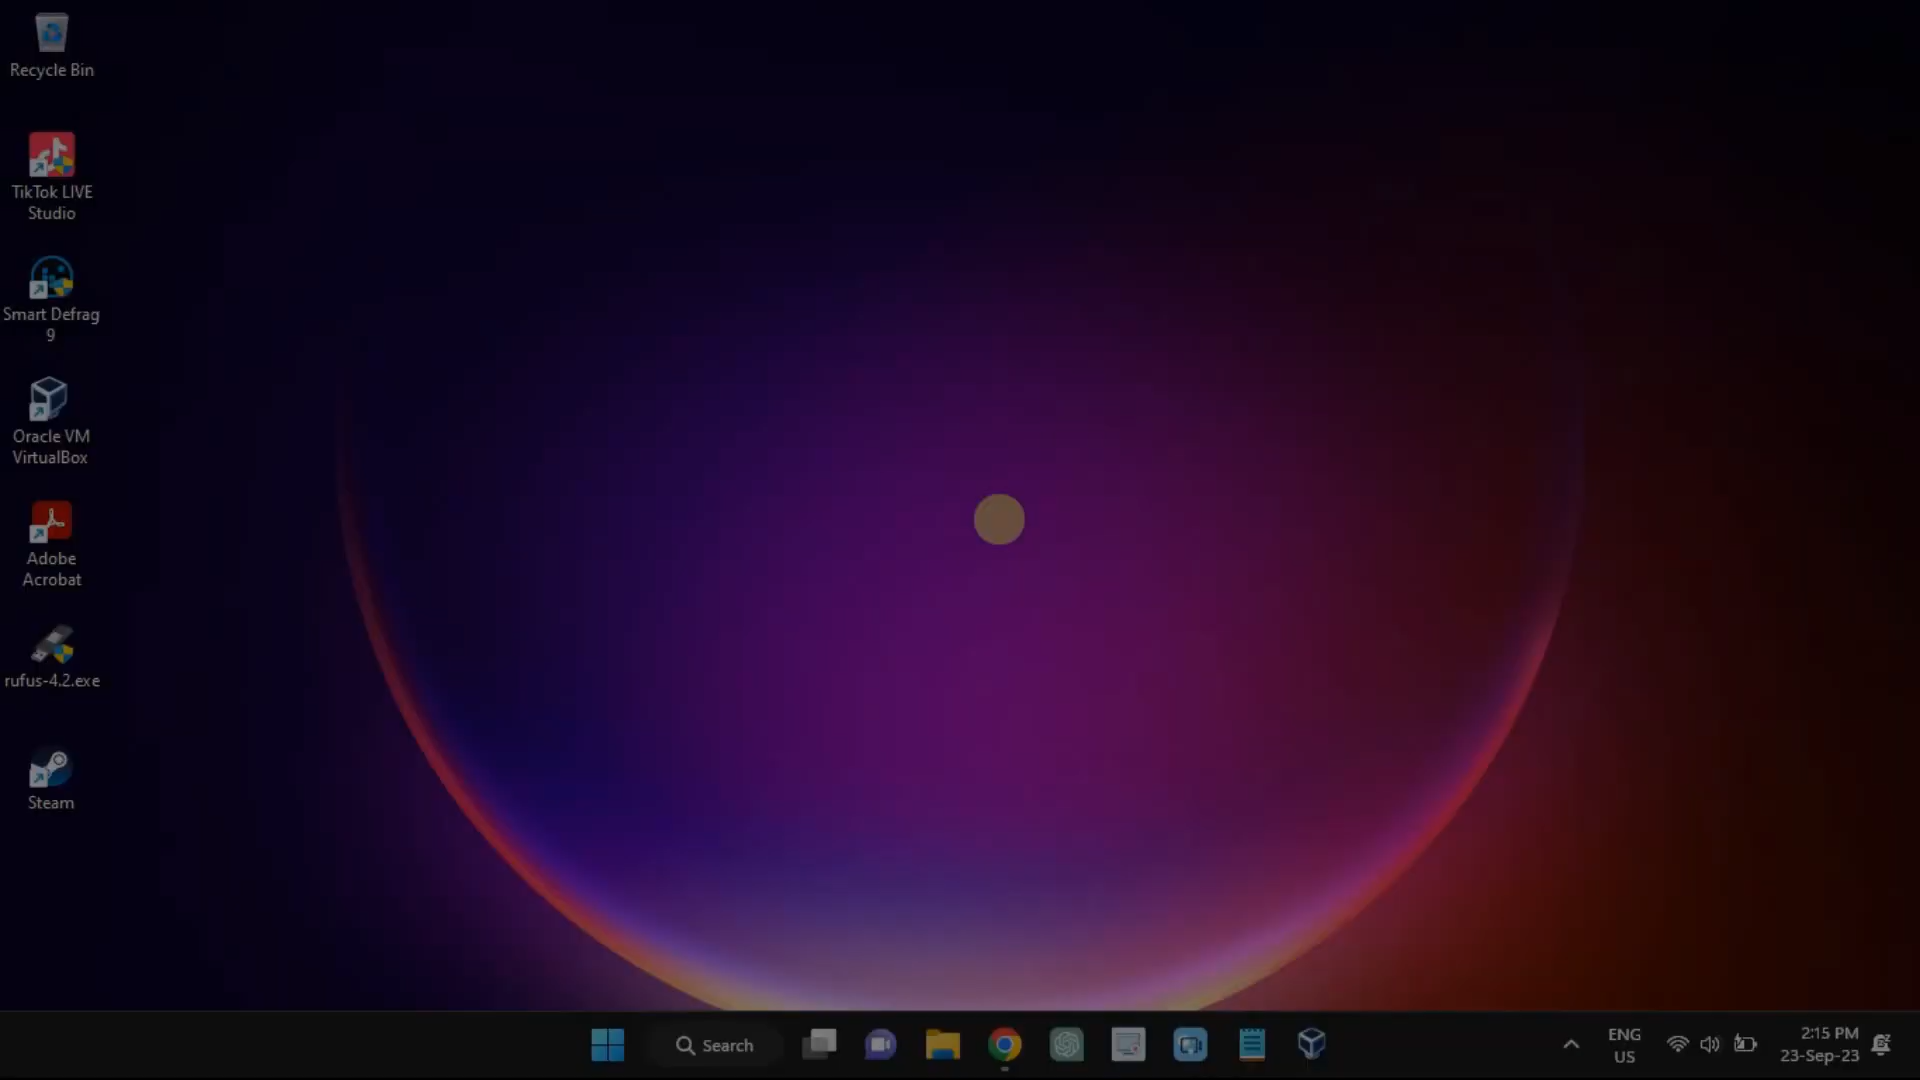 Recycle Bin
TikTok LIVE
Studio
Smart Defrag
9
Oracle VM
VirtualBox
Adobe
Acrobat
rufus-4.2.exe
Steam
Search
ENG
US
2:15 PM
23-Sep-23